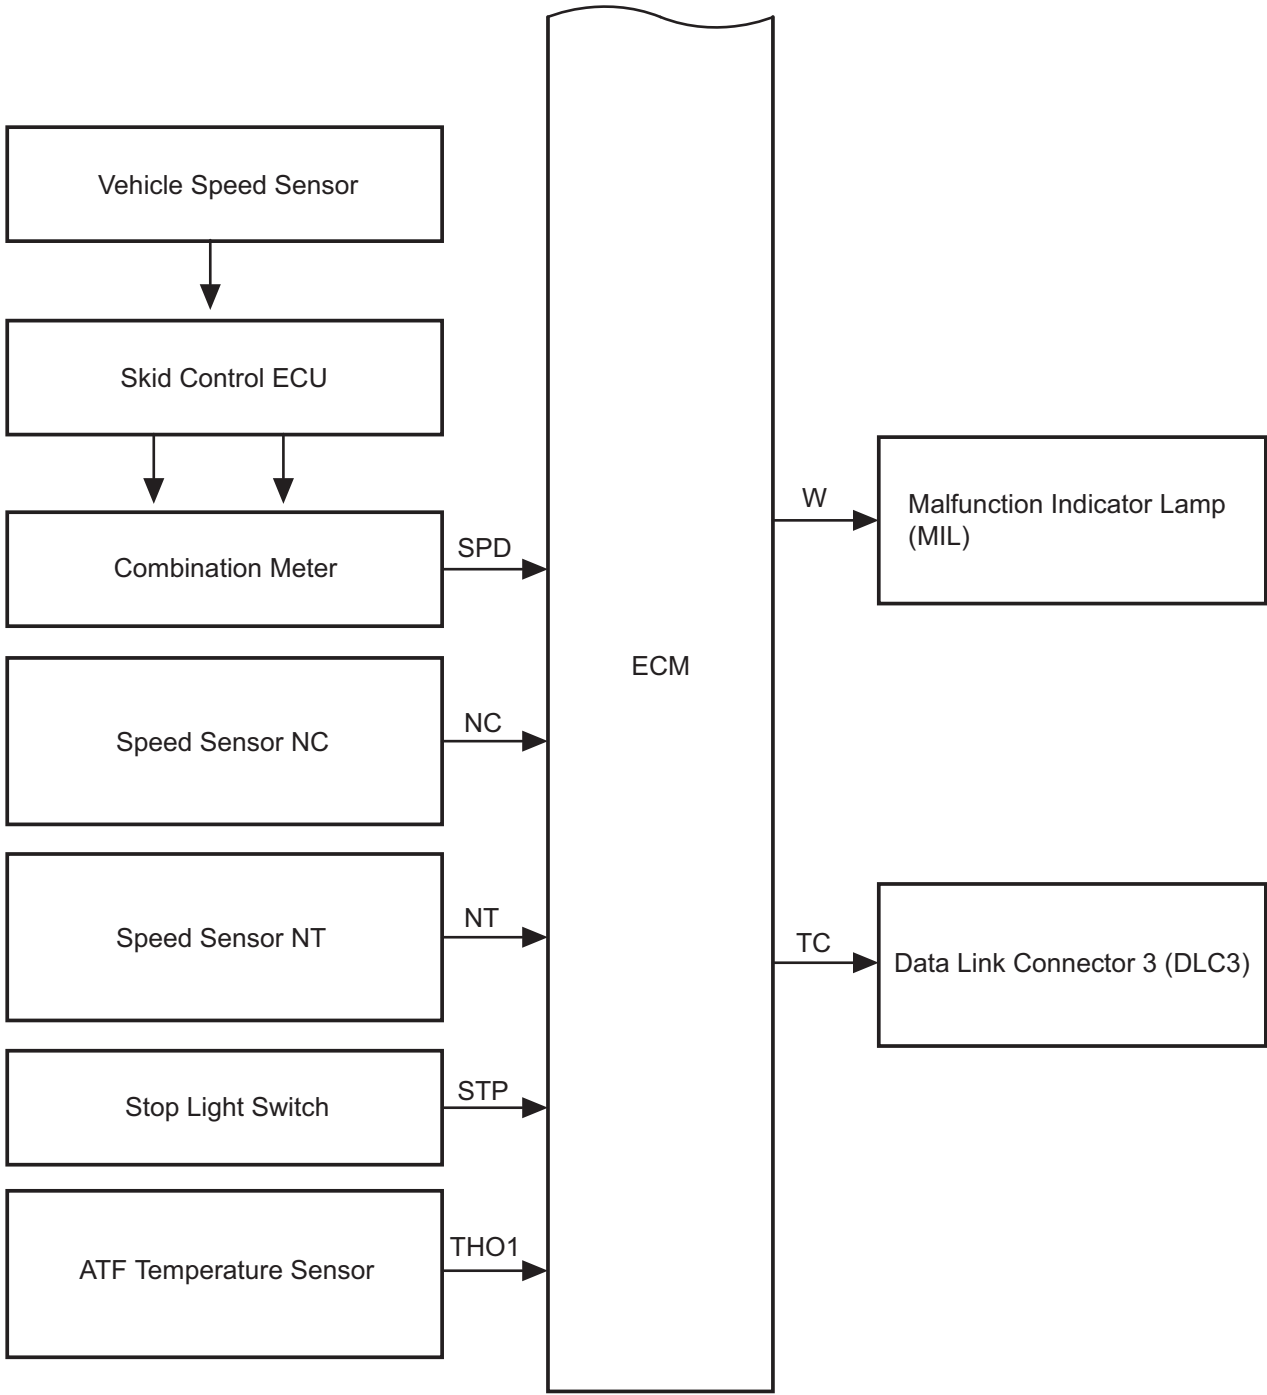 Vehicle Speed Sensor
Skid Control ECU
Combination Meter
SPD
Speed Sensor NC
NC
Speed Sensor NT
NT
Stop Light Switch
STP
ATF Temperature Sensor
THO1
ECM
W
Malfunction Indicator Lamp
(MIL)
TC
Data Link Connector 3 (DLC3)